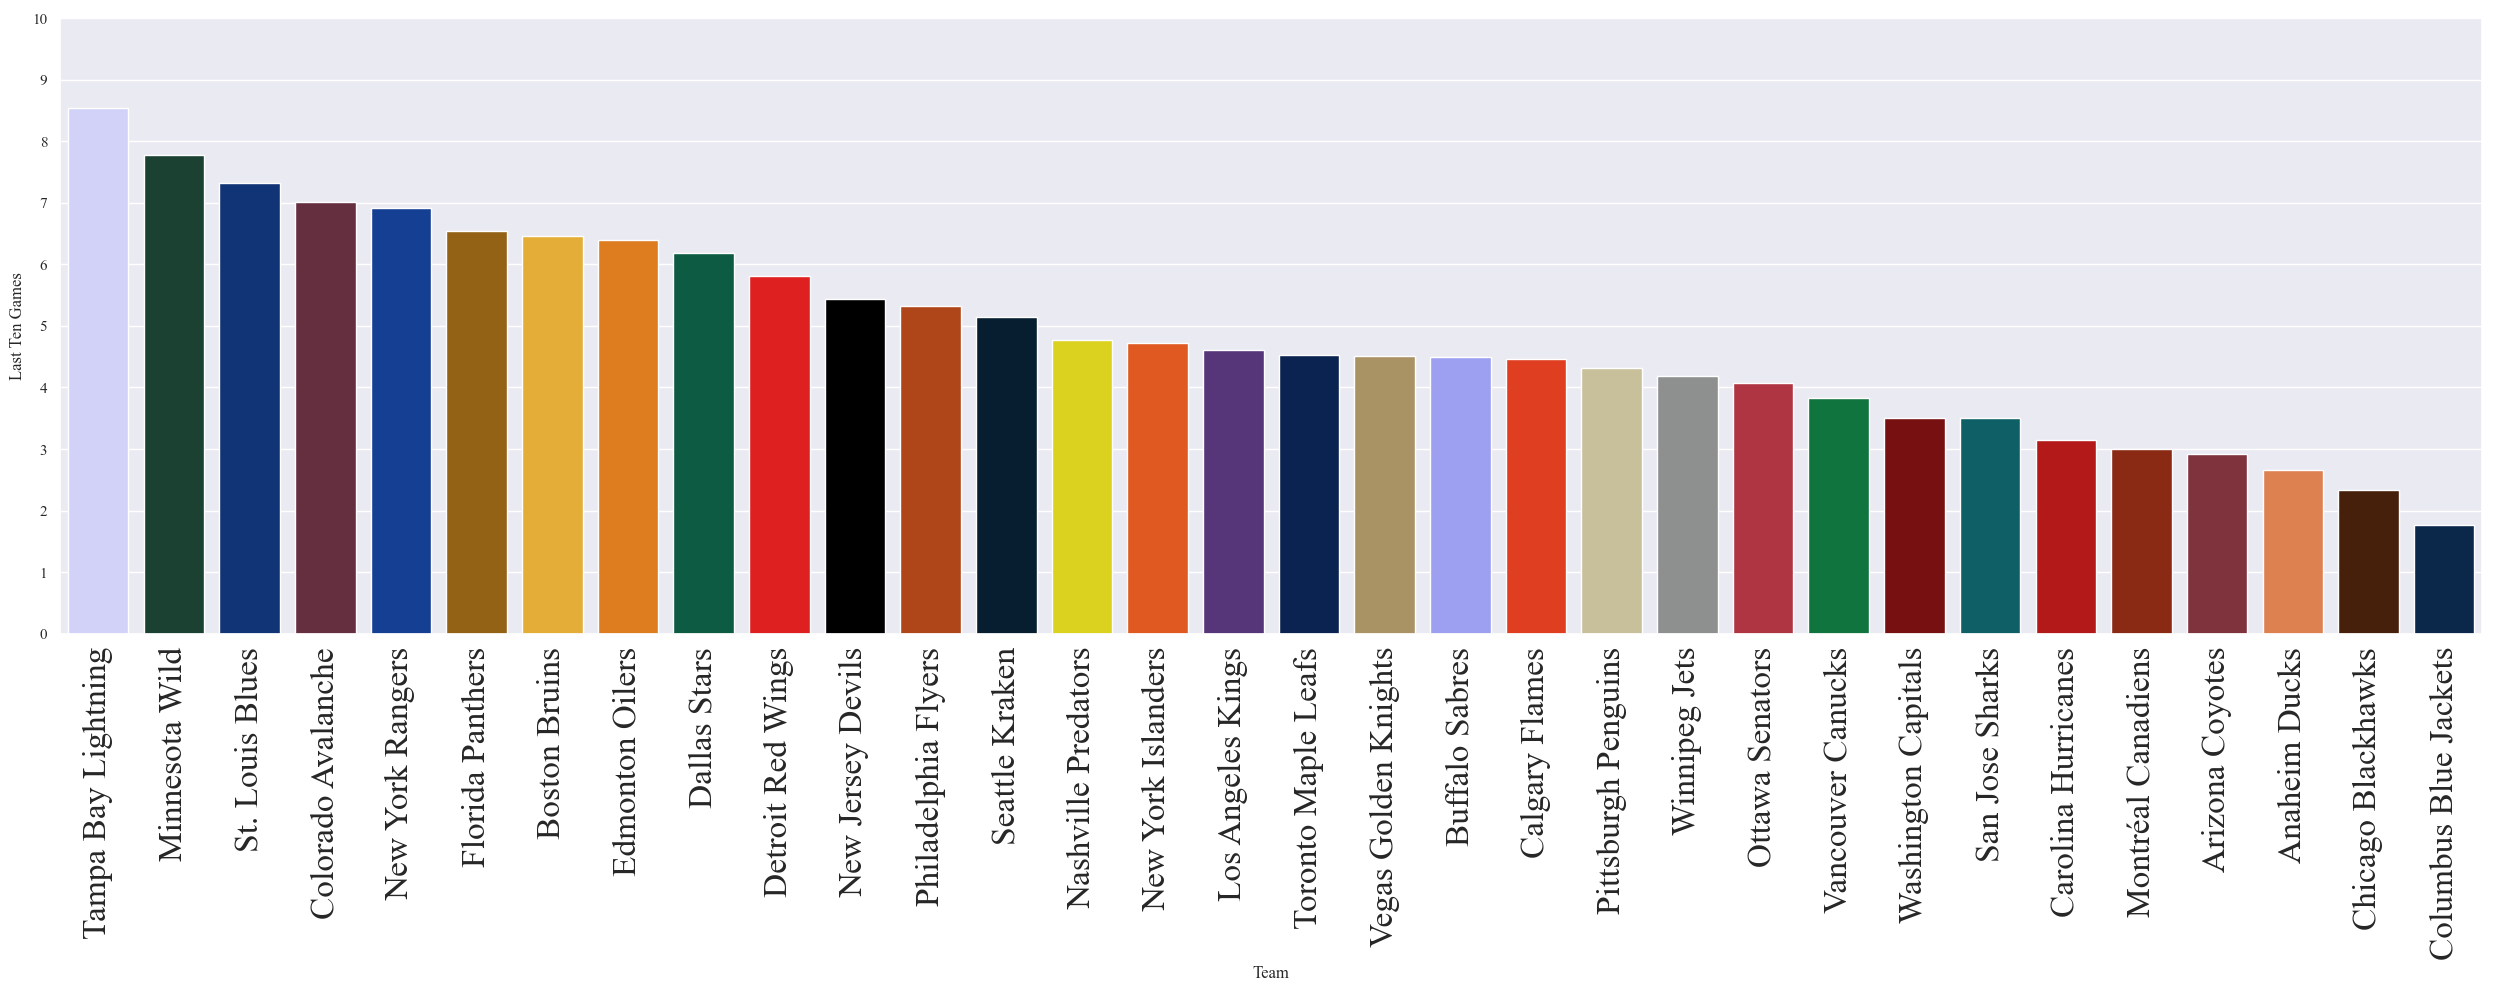 10
9
8
7
6
5
4
3
2
1
0
Last Ten Games
Tampa Bay Lightning
Minnesota Wild
St. Louis Blues
Colorado Avalanche
New York Rangers
Florida Panthers
Boston Bruins
Edmonton Oilers
Dallas Stars
Detroit Red Wings
New Jersey Devils
Philadelphia Flyers
Seattle Kraken
Nashville Predators
New York Islanders
Los Angeles Kings
Toronto Maple Leafs
Vegas Golden Knights
Buffalo Sabres
Calgary Flames
Pittsburgh Penguins
Winnipeg Jets
Ottawa Senators
Vancouver Canucks
Washington Capitals
San Jose Sharks
Carolina Hurricanes
Montréal Canadiens
Arizona Coyotes
Anaheim Ducks
Chicago Blackhawks
Columbus Blue Jackets
Team